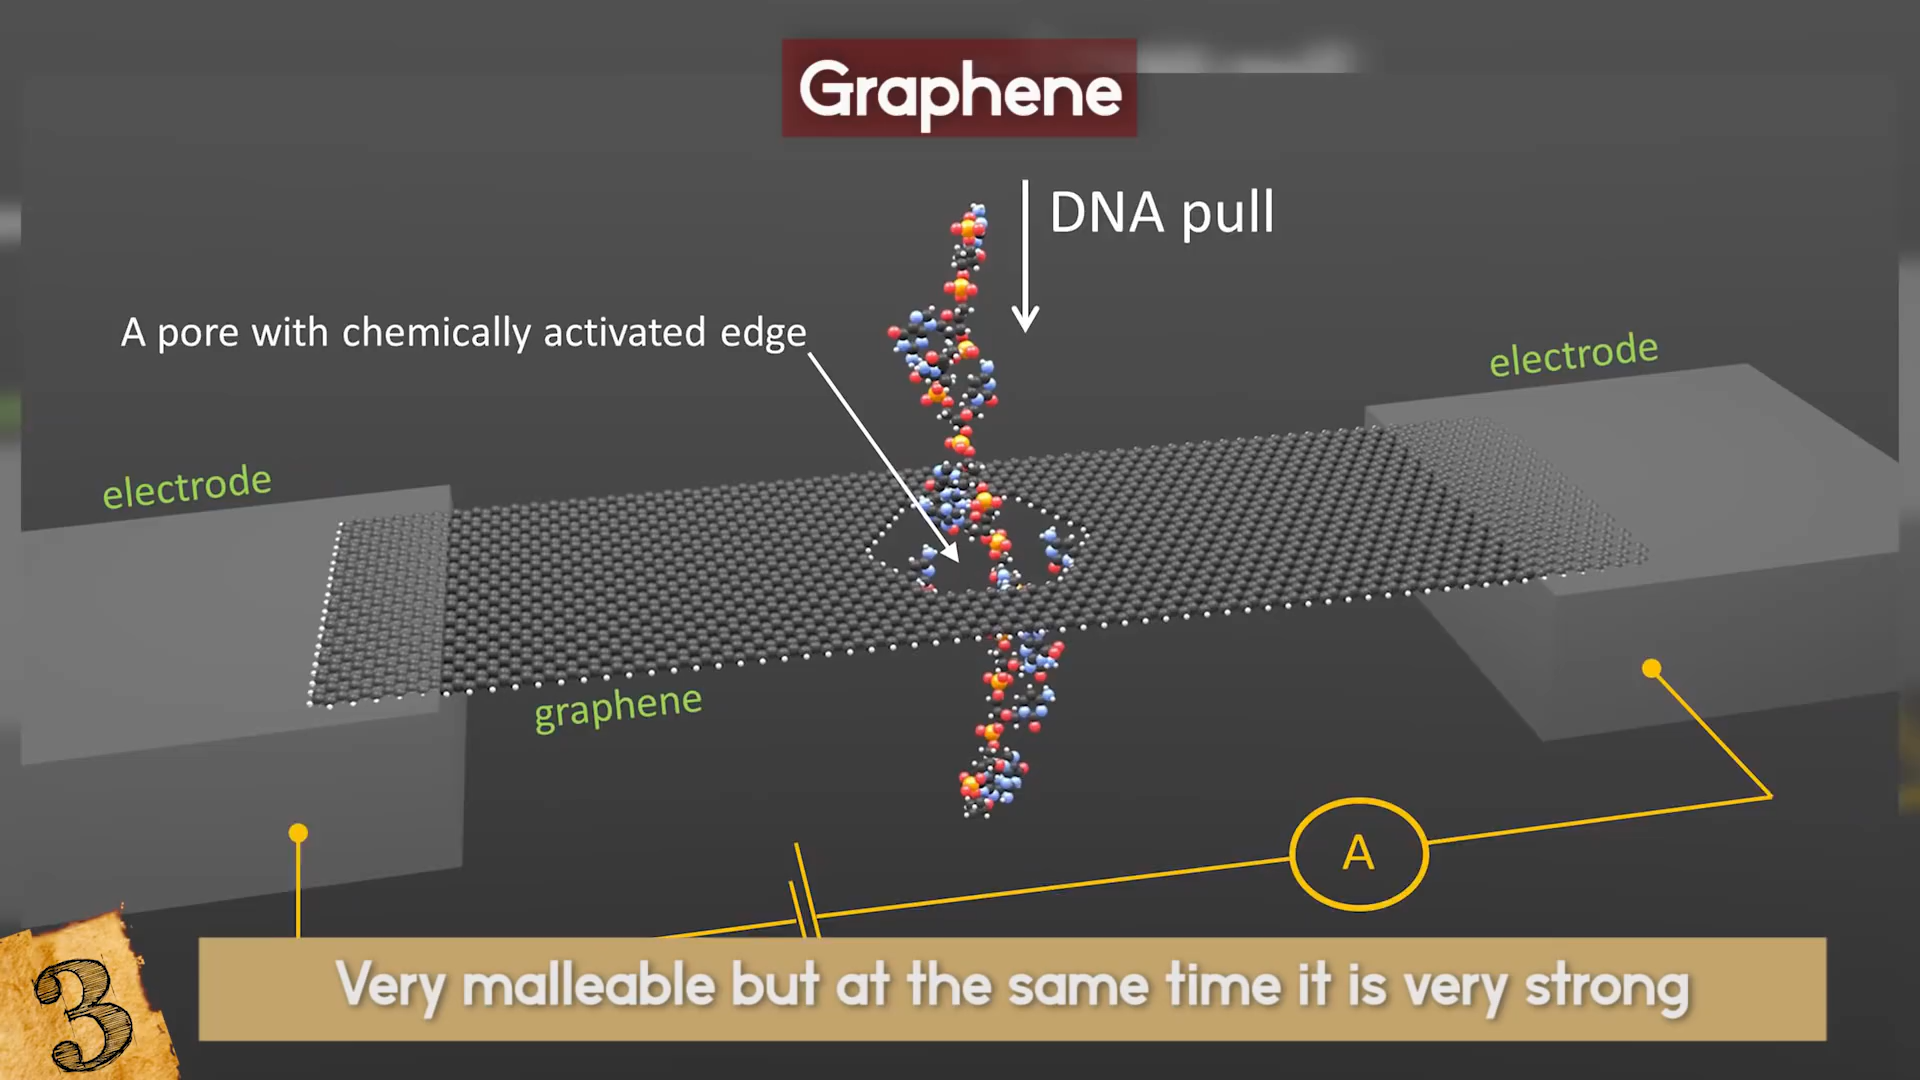 Graphene
DNA pull
A pore with chemically activated edge
electrode
electrode
graphene
A
Very malleable but at the same time it is very strong
3